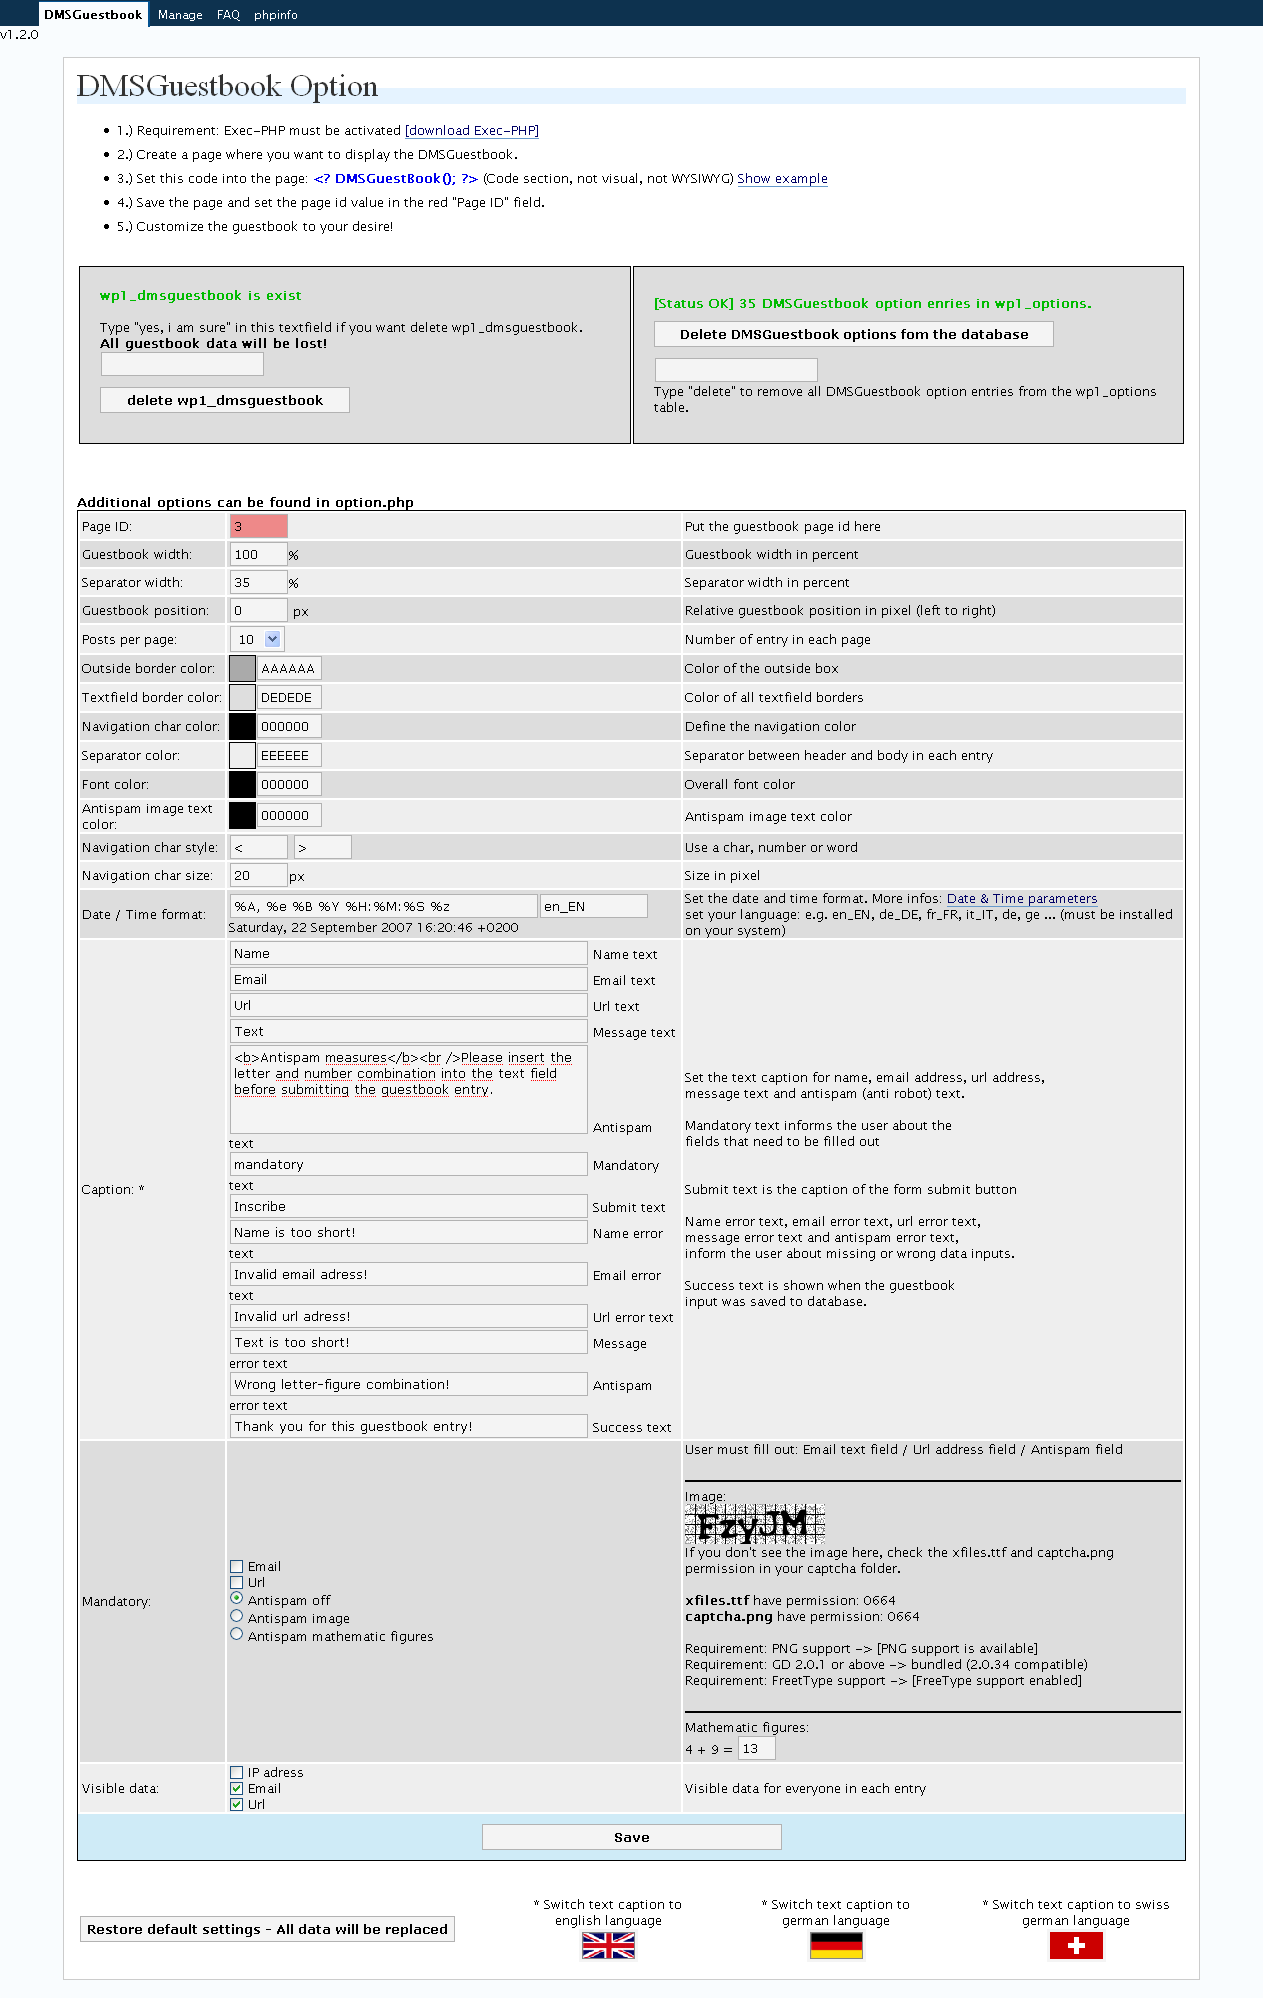 DMSGuestbook Manage FAQ phpinfo
v1.2.0
DMSGuestbook Option
• 1.) Requirement: Exec-PHP must be activated [download Exec-PHP]
• 2.) Create a page where you want to display the DMSGuestbook.
• 3.) Set this code into the page: <? DMSGuestBook(); ?> (Code section, not visual, not WYSIWYG) Show example
• 4.) Save the page and set the page id value in the red "Page ID" field.
• 5.) Customize the guestbook to your desire!
wp1_dmsguestbook is exist
Type "yes, i am sure" in this textfield if you want delete wp1_dmsguestbook.
All guestbook data will be lost!
delete wp1_dmsguestbook
[Status OK] 35 DMSGuestbook option enries in wp1_options.
Delete DMSGuestbook options fom the database
Type "delete" to remove all DMSGuestbook option entries from the wp1_options
table.
Additional options can be found in option.php
Page ID: 3 Put the guestbook page id here
Guestbook width: 100 % Guestbook width in percent
Separator width: 35 % Separator width in percent
Guestbook position: 0 px Relative guestbook position in pixel (left to right)
Posts per page: 10 Number of entry in each page
Outside border color: AAAAAA Color of the outside box
Textfield border color: DEDEDE Color of all textfield borders
Navigation char color: 000000 Define the navigation color
Separator color: EEEEEE Separator between header and body in each entry
Font color: 000000 Overall font color
Antispam image text
color: 000000 Antispam image text color
Navigation char style: < > Use a char, number or word
Navigation char size: 20 px Size in pixel
Date / Time format: %A, %e %B %Y %H:%M:%S %z en_EN
Saturday, 22 September 2007 16:20:46 +0200
Set the date and time format. More infos: Date & Time parameters
set your language: e.g. en_EN, de_DE, fr_FR, it_IT, de, ge ... (must be installed
on your system)
Caption: *
Name Name text
Email Email text
Url Url text
Text Message text
<b>Antispam measures</b><br />Please insert the
letter and number combination into the text field
before submitting the guestbook entry.
Antispam
text
mandatory Mandatory
text
Inscribe Submit text
Name is too short! Name error
text
Invalid email adress! Email error
text
Invalid url adress! Url error text
Text is too short! Message
error text
Wrong letter-figure combination! Antispam
error text
Thank you for this guestbook entry! Success text
Set the text caption for name, email address, url address,
message text and antispam (anti robot) text.
Mandatory text informs the user about the
fields that need to be filled out
Submit text is the caption of the form submit button
Name error text, email error text, url error text,
message error text and antispam error text,
inform the user about missing or wrong data inputs.
Success text is shown when the guestbook
input was saved to database.
Mandatory:
Email
Url
Antispam off
Antispam image
Antispam mathematic figures
User must fill out: Email text field / Url address field / Antispam field
Image:
FzyJM
If you don't see the image here, check the xfiles.ttf and captcha.png
permission in your captcha folder.
xfiles.ttf have permission: 0664
captcha.png have permission: 0664
Requirement: PNG support -> [PNG support is available]
Requirement: GD 2.0.1 or above -> bundled (2.0.34 compatible)
Requirement: FreetType support -> [FreeType support enabled]
Mathematic figures:
4 + 9 = 13
Visible data:
IP adress
Email
Url
Visible data for everyone in each entry
Save
Restore default settings - All data will be replaced
* Switch text caption to
english language
* Switch text caption to
german language
* Switch text caption to swiss
german language